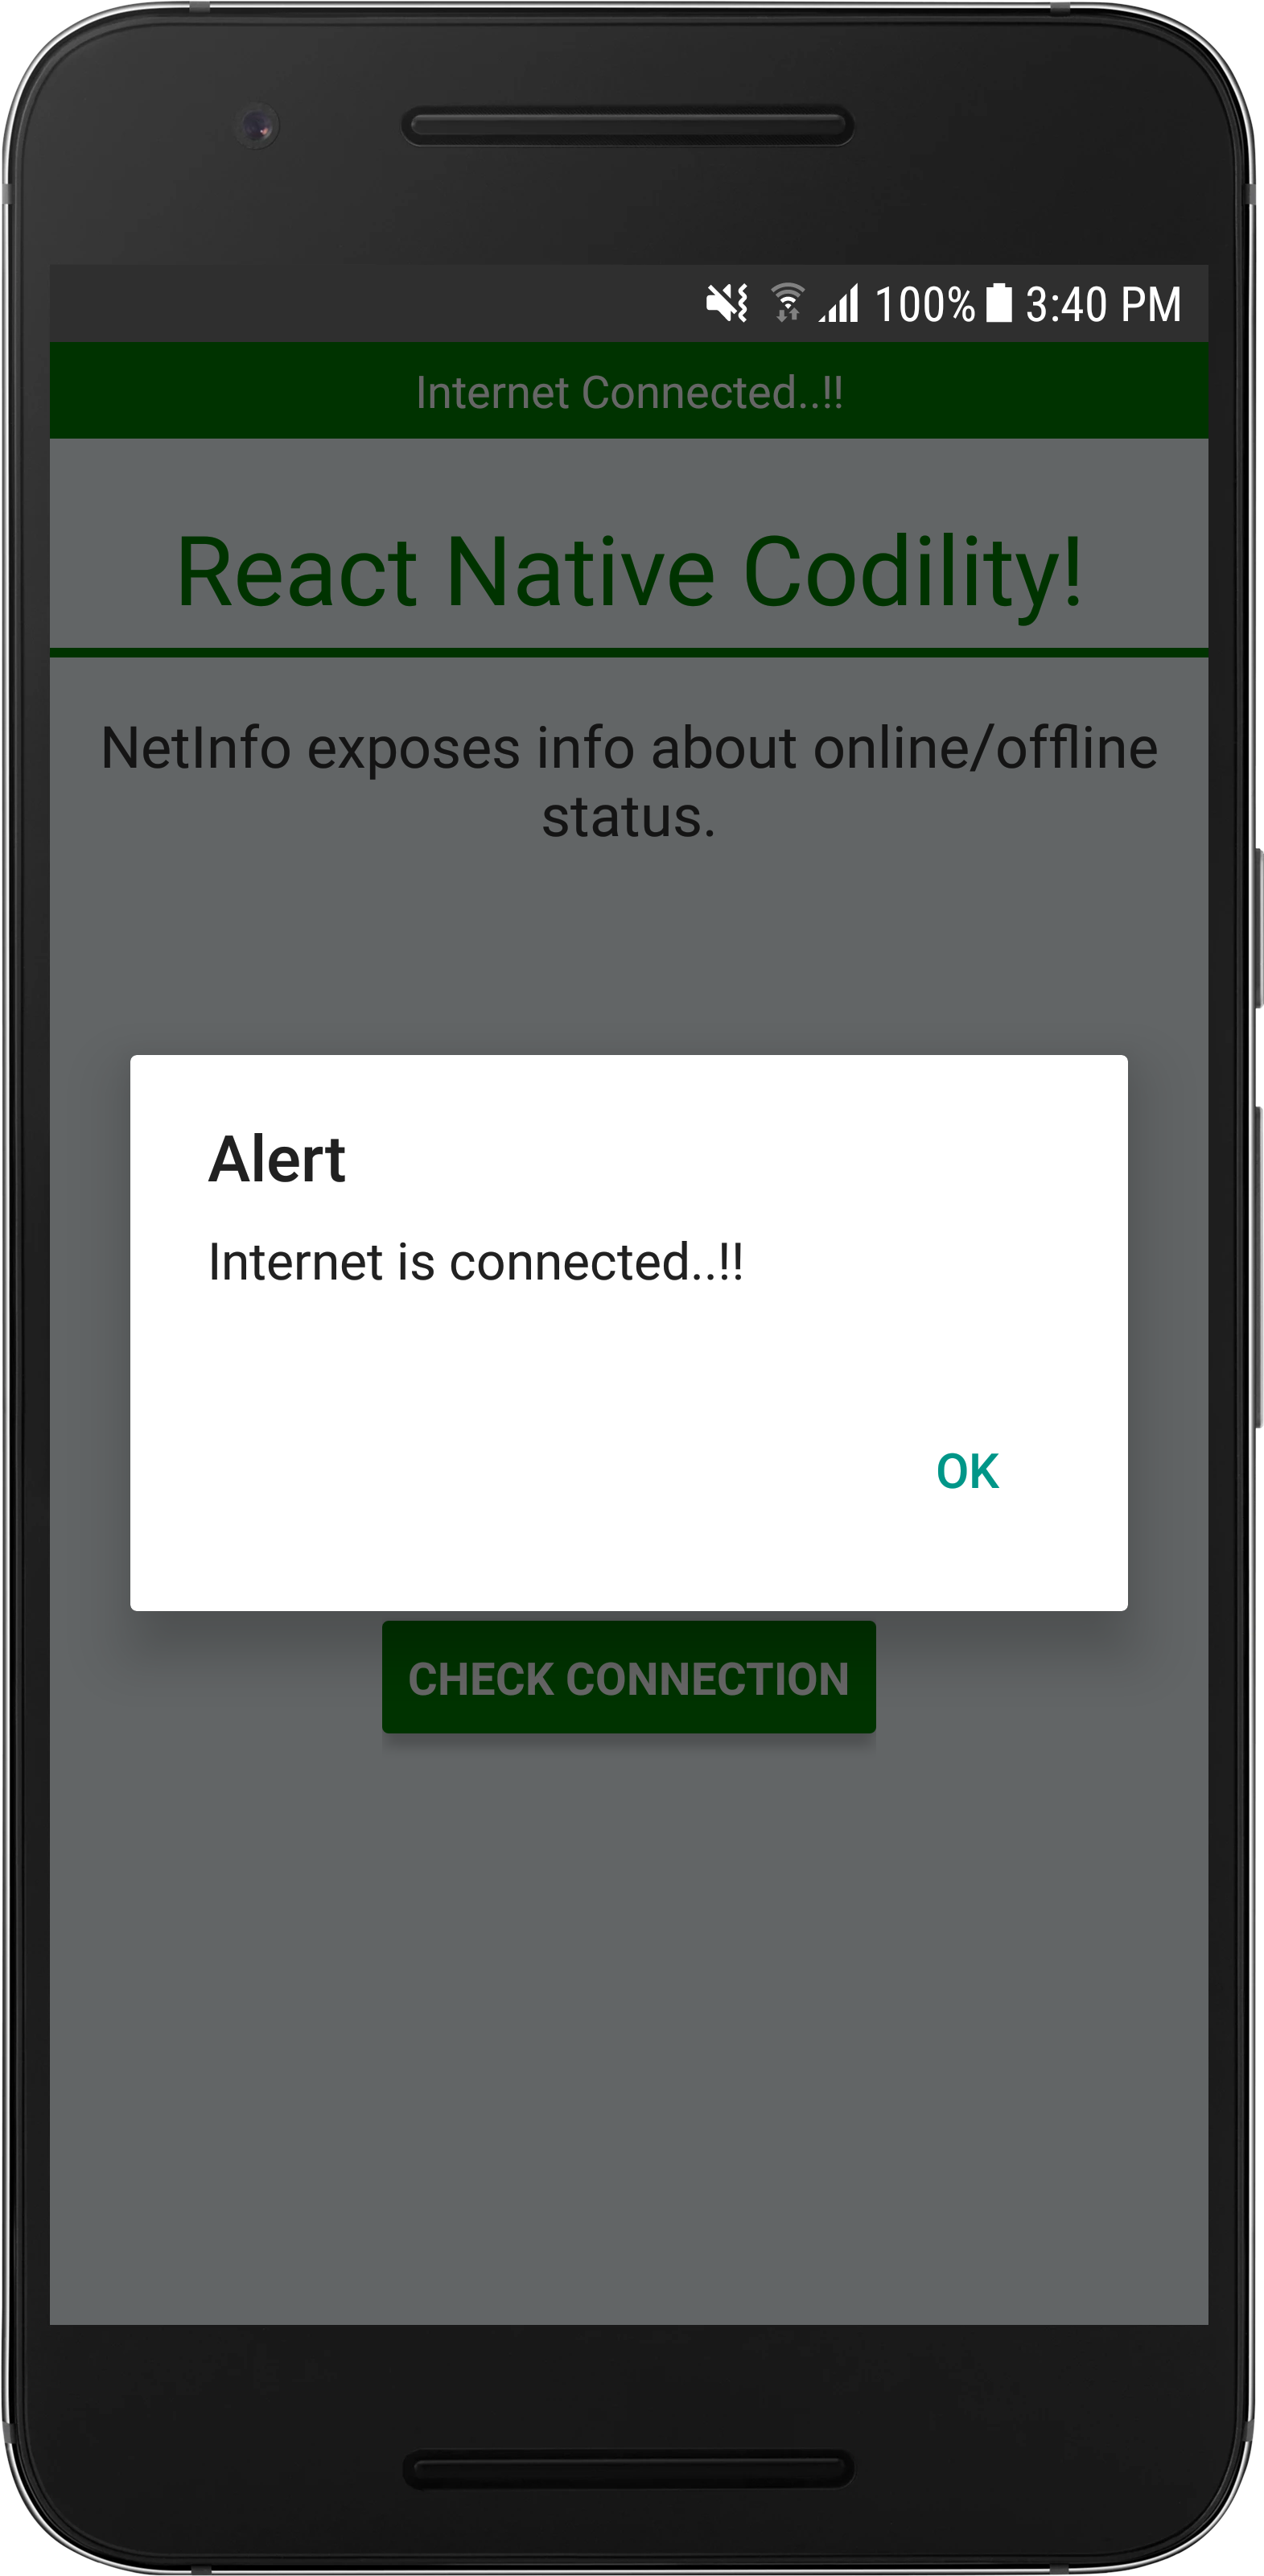 100% 3:40 PM
Internet Connected..!!
React Native Codility!
NetInfo exposes info about online/offline
status.
Alert
Internet is connected..!!
OK
CHECK CONNECTION